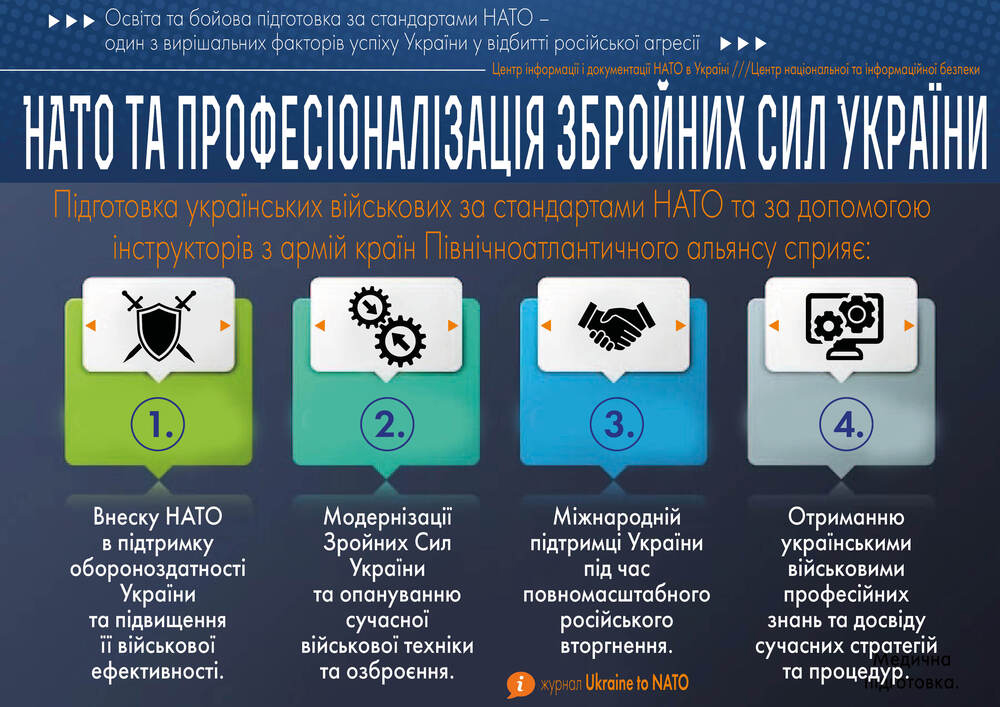 Освіта та бойова підготовка за стандартами НАТО –
один з вирішальних факторів успіху України у відбитті російської агресії
Центр інформації і документації НАТО в Україні ///Центр національної та інформаційної безпеки
НАТО ТА ПРОФЕСІОНАЛІЗАЦІЯ ЗБРОЙНИХ СИЛ УКРАЇНИ
Підготовка українських військових за стандартами НАТО та за допомогою
інструкторів з армій країн Північноатлантичного альянсу сприяє:
1.
Внеску НАТО
в підтримку
обороноздатності
України
та підвищення
її військової
ефективності.
2.
Модернізації
Зройних Сил
України
та опануванню
сучасної
військової техніки
та озброєння.
3.
Міжнародній
підтримці України
під час
повномасштабного
російського
вторгнення.
4.
Отриманню
українськими
військовими
професійних
знань та досвіду
сучасних стратегій
та процедур.
Медична
підготовка.
i журнал Ukraine to NATO